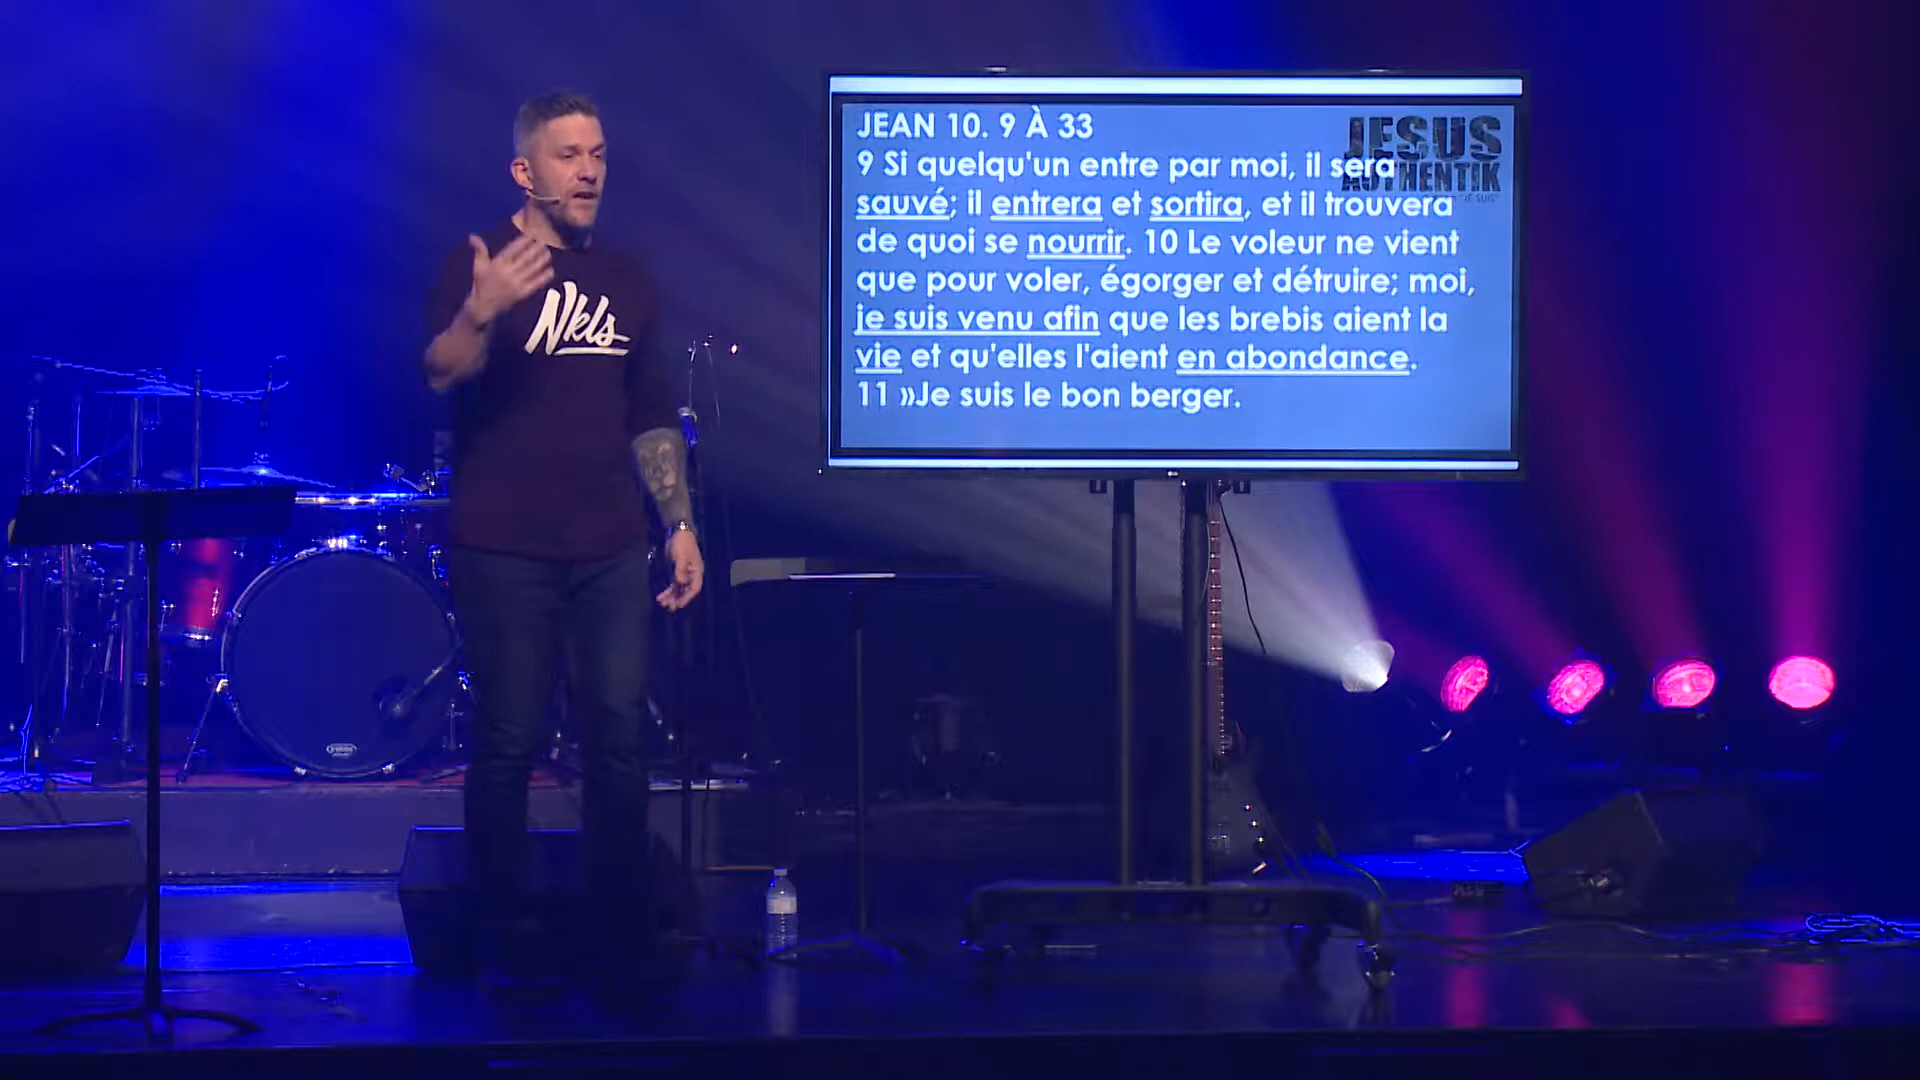 JEAN 10. 9 À 33
9 Si quelqu'un entre par moi, il sera
sauvé; il entrera et sortira, et il trouvera
de quoi se nourrir. 10 Le voleur ne vient
que pour voler, égorger et détruire; moi,
je suis venu afin que les brebis aient la
vie et qu'elles l'aient en abondance.
11 »Je suis le bon berger.
JESUS
AUTHENTIK
Nkls